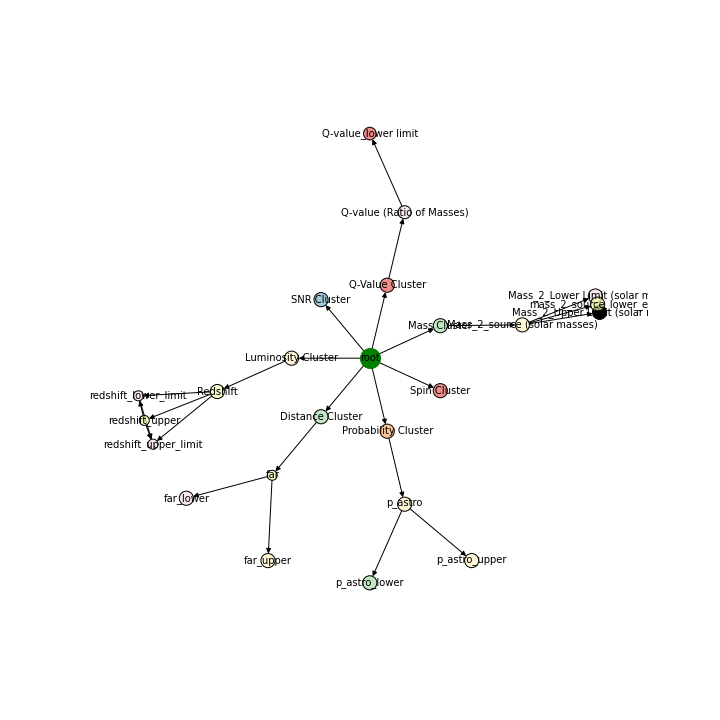 Q-value_lower limit
Q-value (Ratio of Masses)
Q-Value Cluster
SNR Cluster
Mass_2_Lower Limit (solar m
mass_2_source_lower_e
Mass_2_Upper Limit (solar i
Mass Cluster
Mass_2_source (solar masses)
Luminosity Cluster
root
Redshift
Spin Cluster
redshift_lower_limit
redshift_upper
Distance Cluster
Probability Cluster
redshift_upper_limit
far
far_lower
p_astro
far_upper
p_astro_upper
p_astro_lower